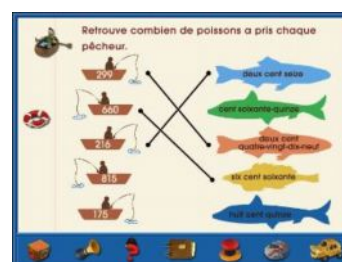 Retrouve combien de poissons a pris chaque
pêcheur.
299
deux cent seize
660
cent soixante-quinze
216
deux cent
quatre-vingt-dix-neuf
815
six cent soixante
175
huit cent quinze